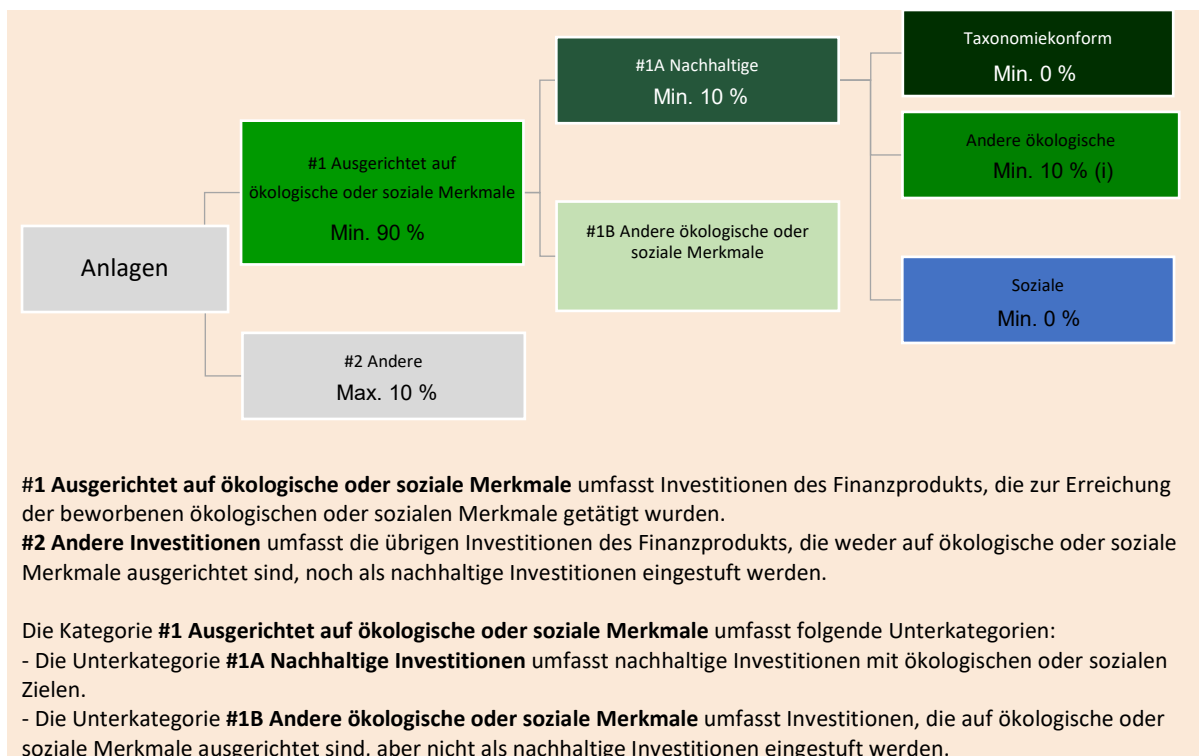 Taxonomiekonform
Min. 0 %
#1A Nachhaltige
Min. 10 %
Andere ökologische
Min. 10 % (i)
#1 Ausgerichtet auf
ökologische oder soziale Merkmale
Min. 90 %
#1B Andere ökologische oder
soziale Merkmale
Anlagen
Soziale
Min. 0 %
#2 Andere
Max. 10 %
#1 Ausgerichtet auf ökologische oder soziale Merkmale umfasst Investitionen des Finanzprodukts, die zur Erreichung
der beworbenen ökologischen oder sozialen Merkmale getätigt wurden.
#2 Andere Investitionen umfasst die übrigen Investitionen des Finanzprodukts, die weder auf ökologische oder soziale
Merkmale ausgerichtet sind, noch als nachhaltige Investitionen eingestuft werden.
Die Kategorie #1 Ausgerichtet auf ökologische oder soziale Merkmale umfasst folgende Unterkategorien:
- Die Unterkategorie #1A Nachhaltige Investitionen umfasst nachhaltige Investitionen mit ökologischen oder sozialen
Zielen.
- Die Unterkategorie #1B Andere ökologische oder soziale Merkmale umfasst Investitionen, die auf ökologische oder
soziale Merkmale ausgerichtet sind, aber nicht als nachhaltige Investitionen eingestuft werden.